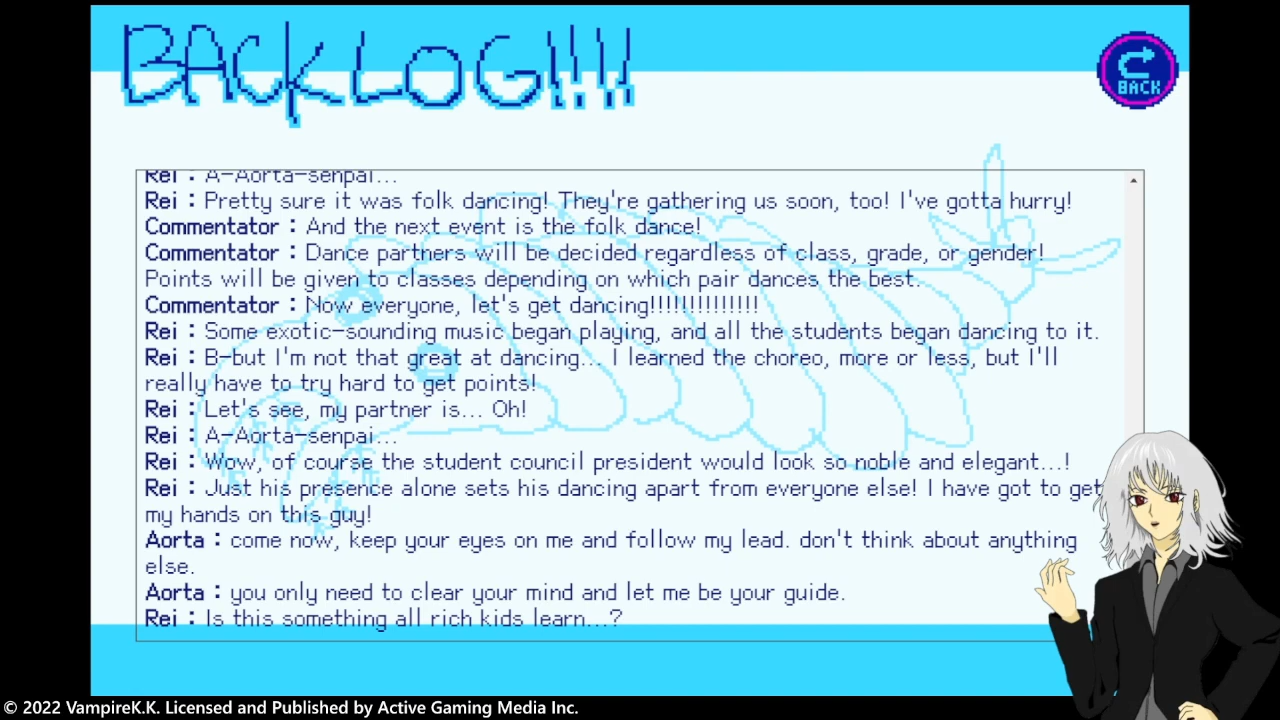 BACKLOG!!!!
BACK
Rei : A-Aorta-senpai...
Rei : Pretty sure it was folk dancing! They're gathering us soon, too! I've gotta hurry!
Commentator : And the next event is the folk dance!
Commentator : Dance partners will be decided regardless of class, grade, or gender!
Points will be given to classes depending on which pair dances the best.
Commentator : Now everyone, let's get dancing!!!!!!!!!!!!!!
Rei : Some exotic-sounding music began playing, and all the students began dancing to it.
Rei : B-but I'm not that great at dancing... I learned the choreo, more or less, but I'll
really have to try hard to get points!
Rei : Let's see, my partner is... Oh!
Rei : A-Aorta-senpai...
Rei : Wow, of course the student council president would look so noble and elegant...!
Rei : Just his presence alone sets his dancing apart from everyone else! I have got to get
my hands on this guy!
Aorta : come now, keep your eyes on me and follow my lead. don't think about anything
else.
Aorta : you only need to clear your mind and let me be your guide.
Rei : Is this something all rich kids learn...?
© 2022 VampireK.K. Licensed and Published by Active Gaming Media Inc.